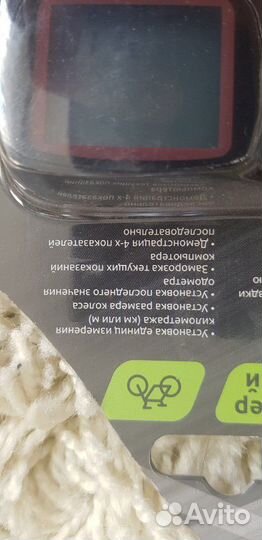 • Установка единиц измерения
километража (км или м)
• Установка размера колеса
• Установка последнего значения
одометра
• Заморозка текущих показаний
компьютера
• Демонстрация 4-х показателей
последовательно
Avito